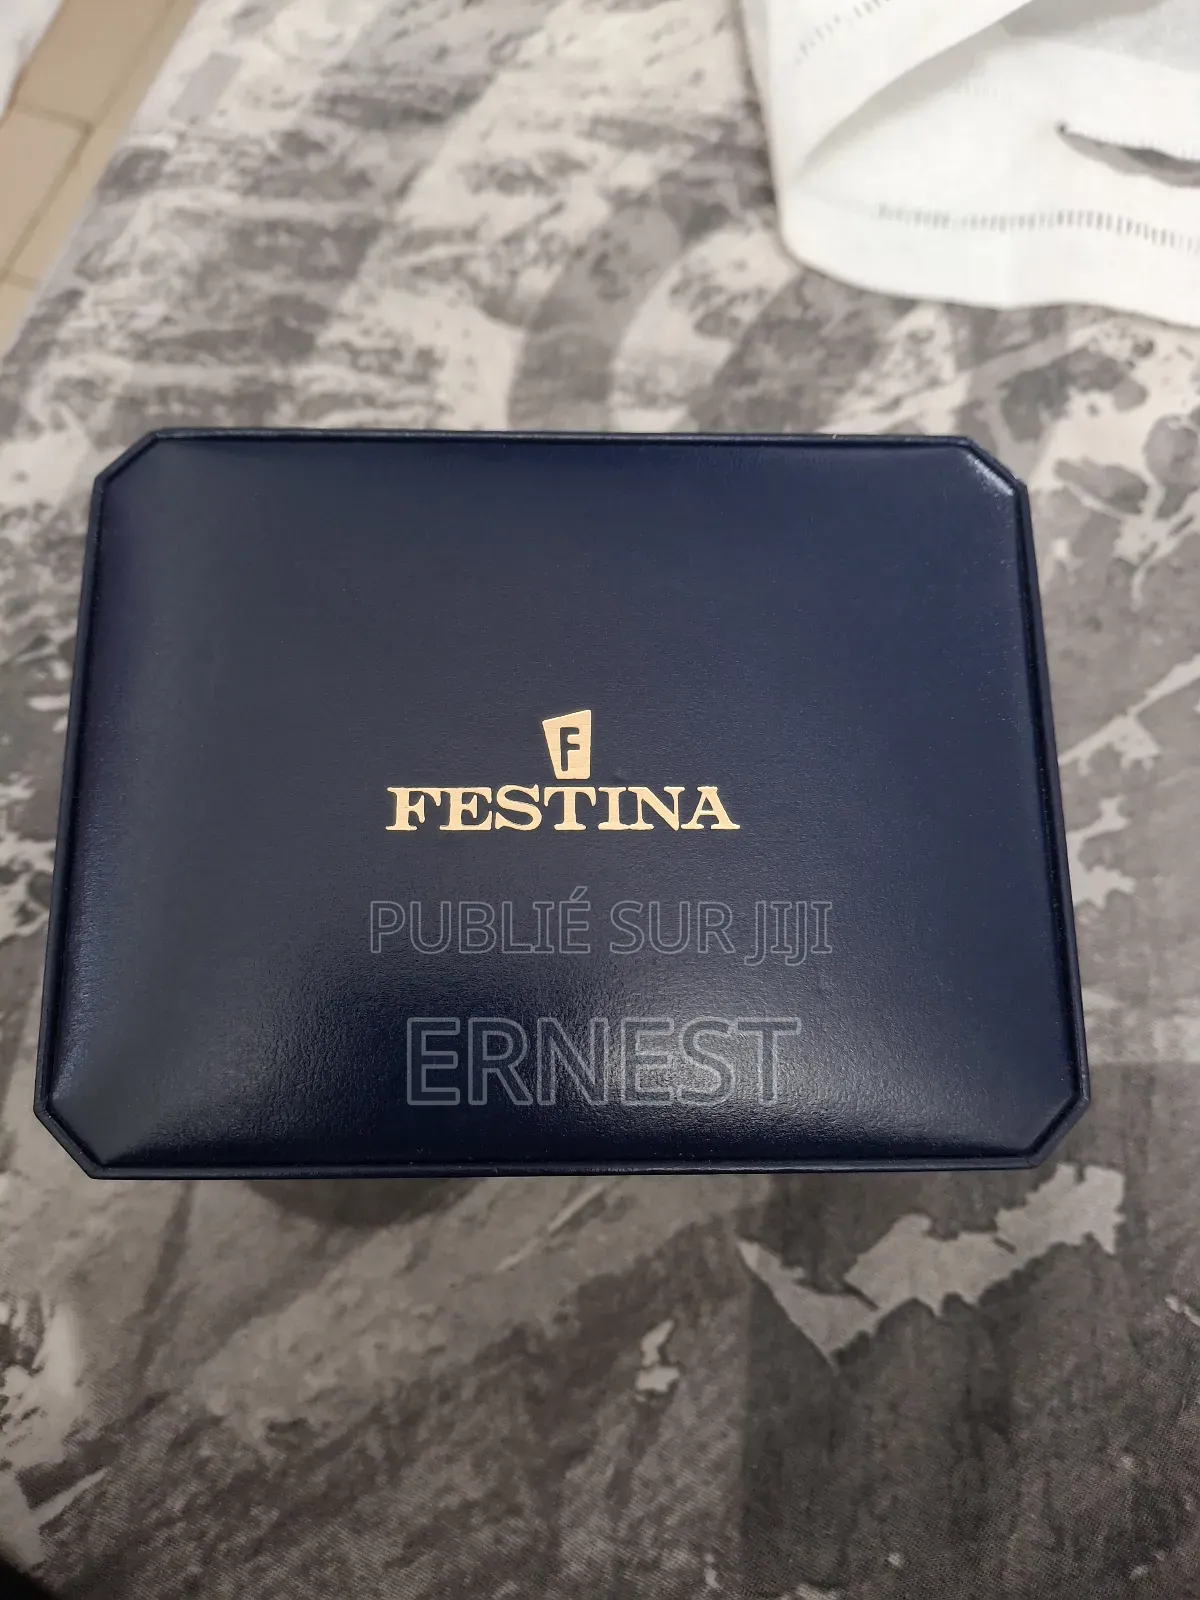 F
FESTINA
PUBLIÉ SUR JIJI
ERNEST